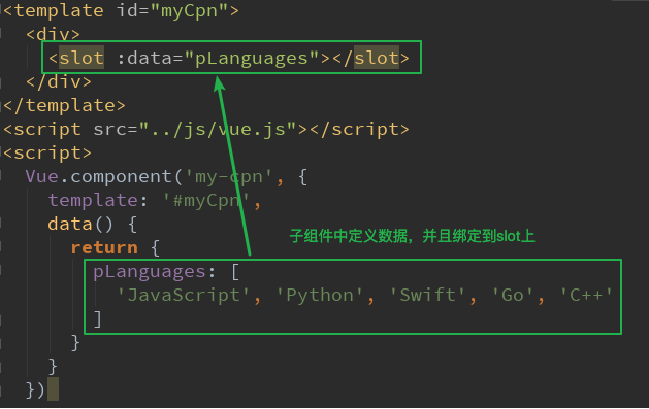 <template id="myCpn">
<div>
<slot :data="pLanguages"></slot>
</div>
</template>
<script src="../js/vue.js"></script>
<script>
Vue.component('my-cpn', {
template: '#myCpn',
data() {
子组件中定义数据，并且绑定到slot上
return {
pLanguages: [
'JavaScript', 'Python', 'Swift', 'Go', 'C++'
]
}
}
})